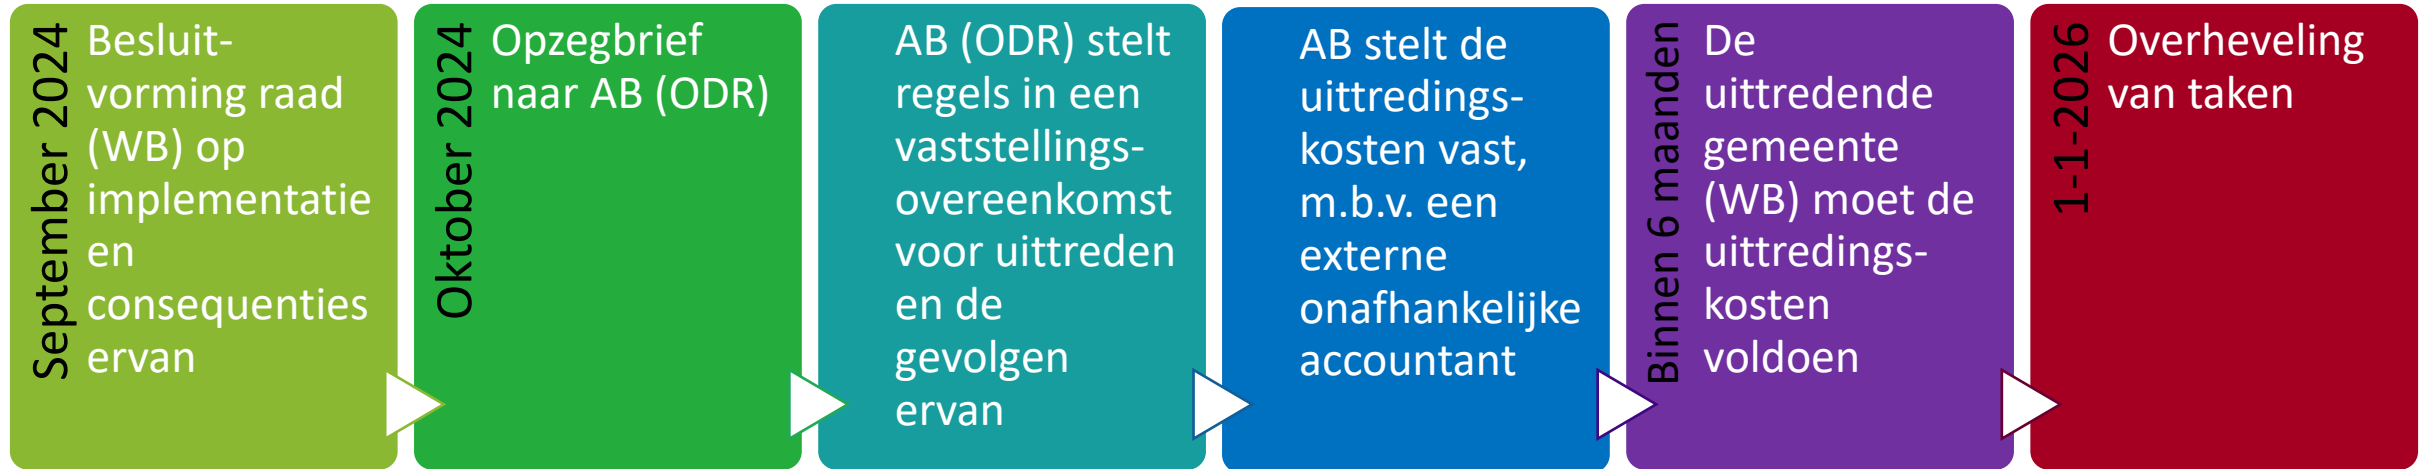 September 2024
Besluit-
vorming raad
(WB) op
implementatie
en
consequenties
ervan
Oktober 2024
Opzegbrief
naar AB (ODR)
AB (ODR) stelt
regels in een
vaststellings-
overeenkomst
voor uittreden
en de
gevolgen
ervan
AB stelt de
uittredings-
kosten vast,
m.b.v. een
externe
onafhankelijke
accountant
Binnen 6 maanden
De
uittredende
gemeente
(WB) moet de
uittredings-
kosten
voldoen
1-1-2026
Overheveling
van taken